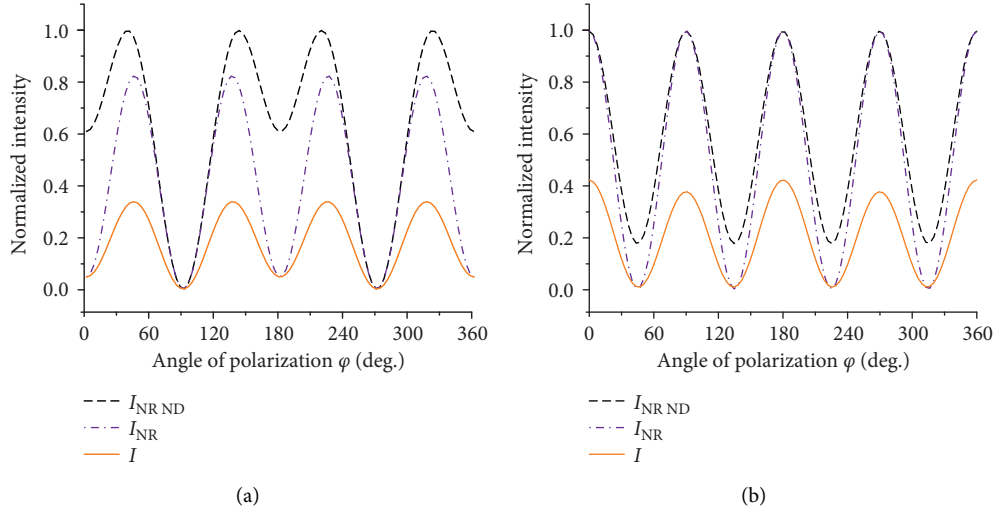 Normalized intensity
1.0
0.8
0.6
0.4
0.2
0.0
0 60 120 180 240 300 360
Angle of polarization φ (deg.)
I_NR ND
I_NR
I
(a)
Normalized intensity
1.0
0.8
0.6
0.4
0.2
0.0
0 60 120 180 240 300 360
Angle of polarization φ (deg.)
I_NR ND
I_NR
I
(b)